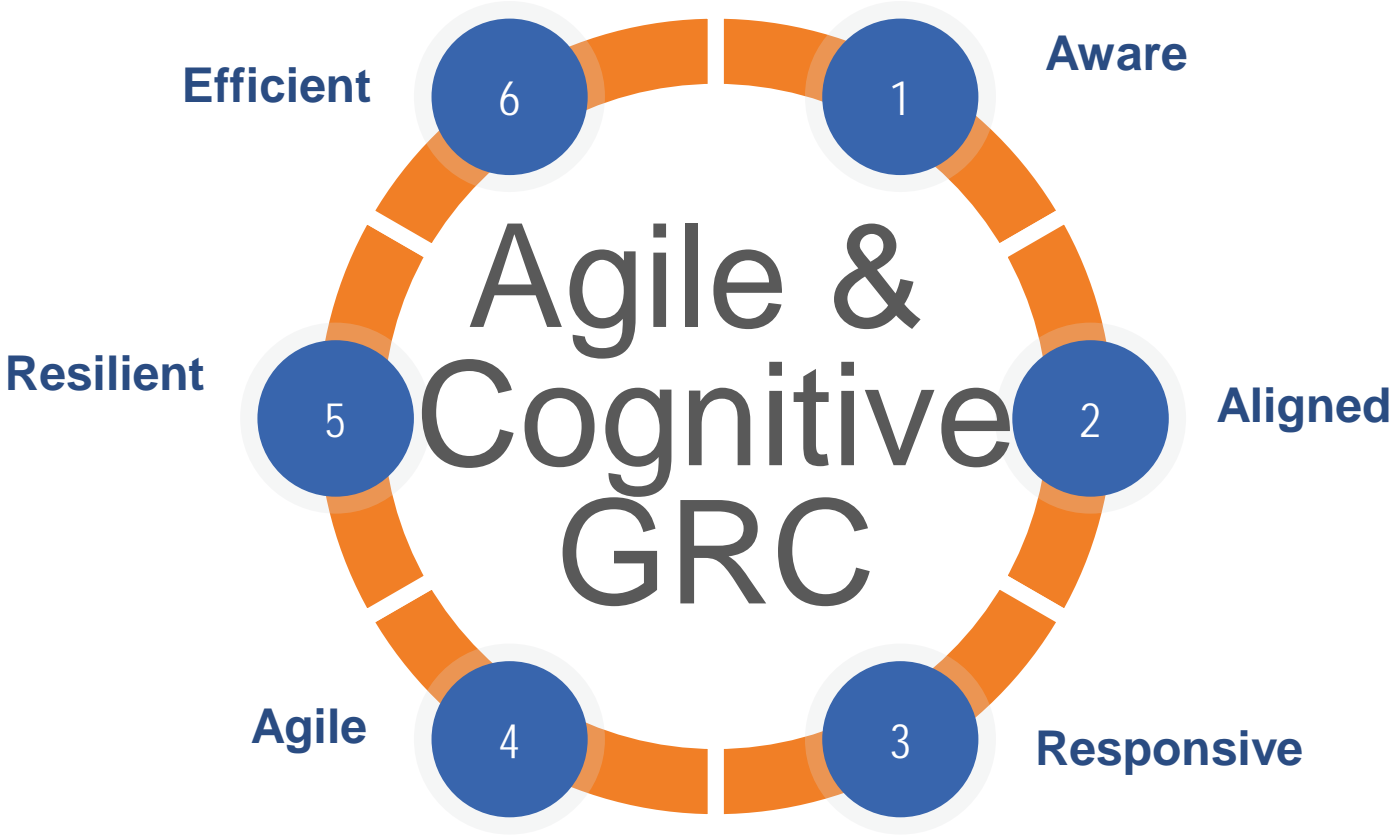 Agile &
Cognitive
GRC
1
Aware
2
Aligned
3
Responsive
4
Agile
5
Resilient
6
Efficient